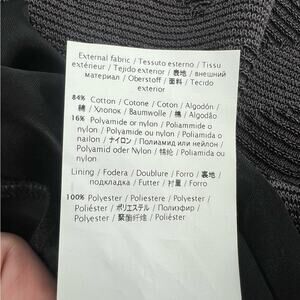 External fabric / Tessuto esterno / Tissu
extérieur / Tejido exterior / 表地 / внешний
материал / Oberstoff / 面料 / Tecido
exterior
84% Cotton / Cotone / Coton / Algodón /
綿 / Хлопок / Baumwolle / 棉 / Algodão
16% Polyamide or nylon / Poliammide o
nylon / Polyamide ou nylon / Poliamida o
nailon / ナイロン / Полиамид или нейлон /
Polyamid oder Nylon / 锦纶 / Poliamida ou
nylon
Lining / Fodera / Doublure / Forro / 裏地 /
подкладка / Futter / 衬里 / Forro
100% Polyester / Poliestere / Polyester /
Poliéster / ポリエステル / Полиэфир /
Polyester / 聚酯纤维 / Poliéster